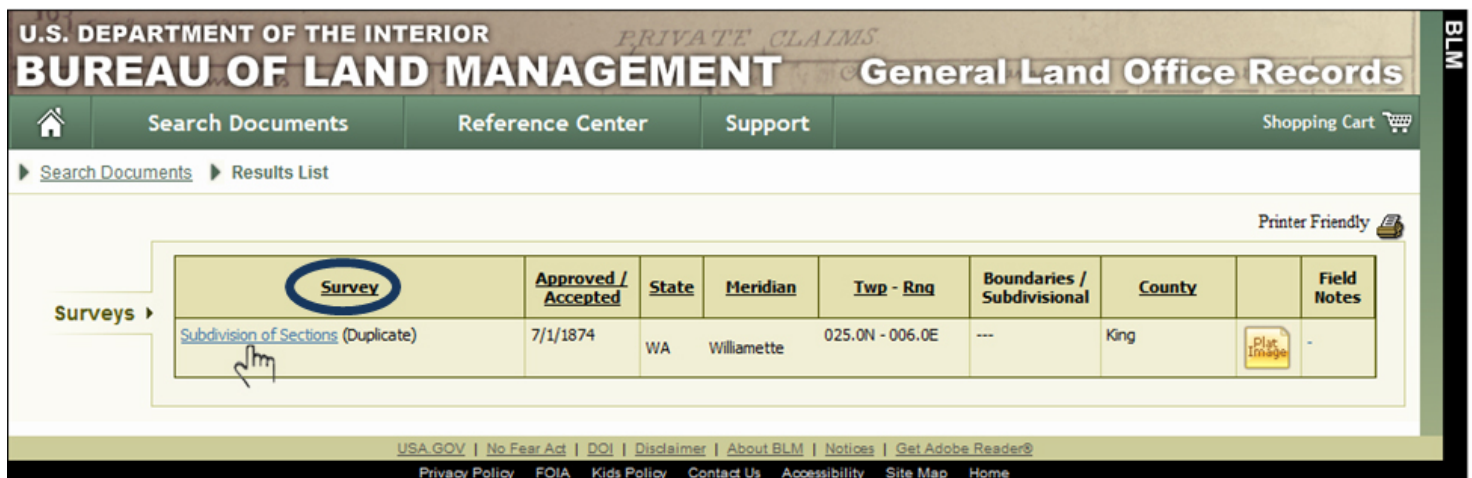 U.S. DEPARTMENT OF THE INTERIOR
PRIVATE CLAIMS
BUREAU OF LAND MANAGEMENT General Land Office Records
BLM
Search Documents Reference Center Support Shopping Cart
Search Documents Results List
Printer Friendly
Surveys
Survey Approved / Accepted State Meridian Twp - Rng Boundaries / Subdivisional County Field Notes
Subdivision of Sections (Duplicate) 7/1/1874 WA Williamette 025.0N - 006.0E --- King Plat Image -
USA.GOV | No Fear Act | DOI | Disclaimer | About BLM | Notices | Get Adobe Reader®
Privacy Policy FOIA Kids Policy Contact Us Accessibility Site Map Home